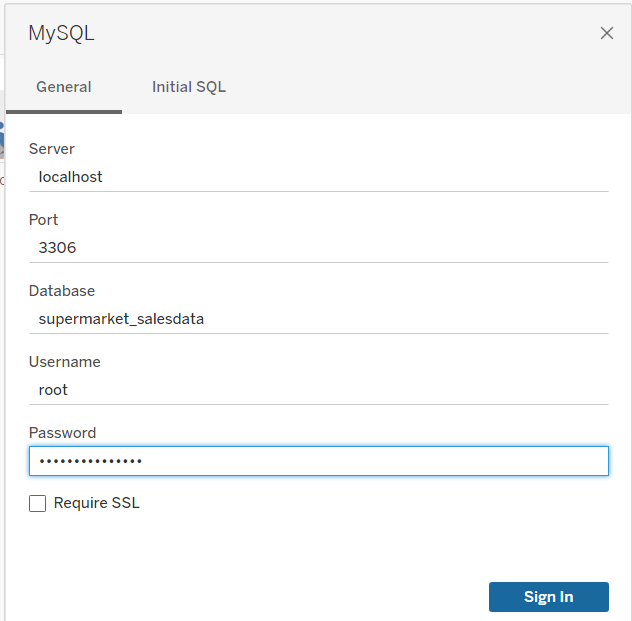 MySQL
General Initial SQL
Server
localhost
Port
3306
Database
supermarket_salesdata
Username
root
Password
•••••••••••••••
Require SSL
Sign In